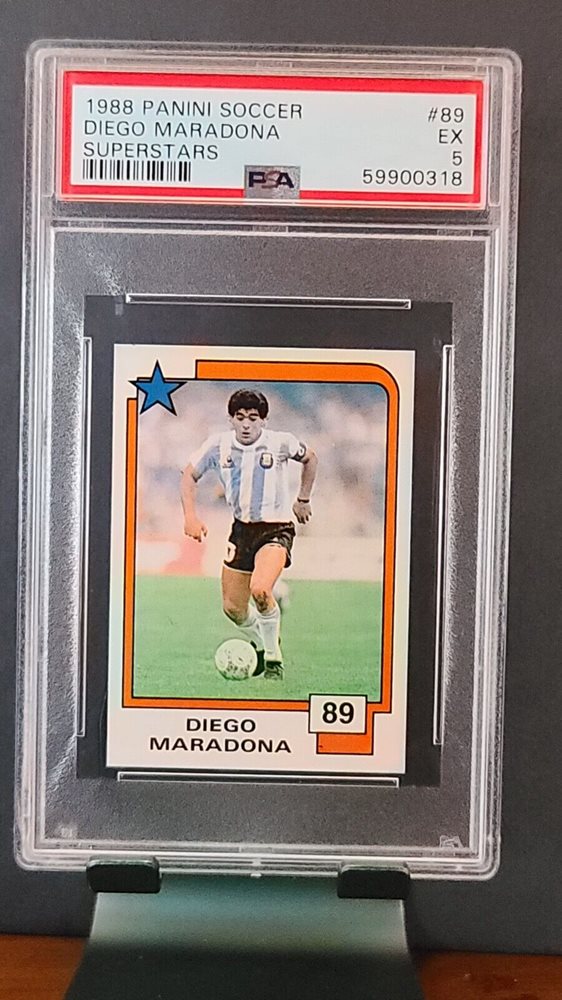 1988 PANINI SOCCER #89
DIEGO MARADONA EX
SUPERSTARS 5
PSA 59900318
89
DIEGO
MARADONA